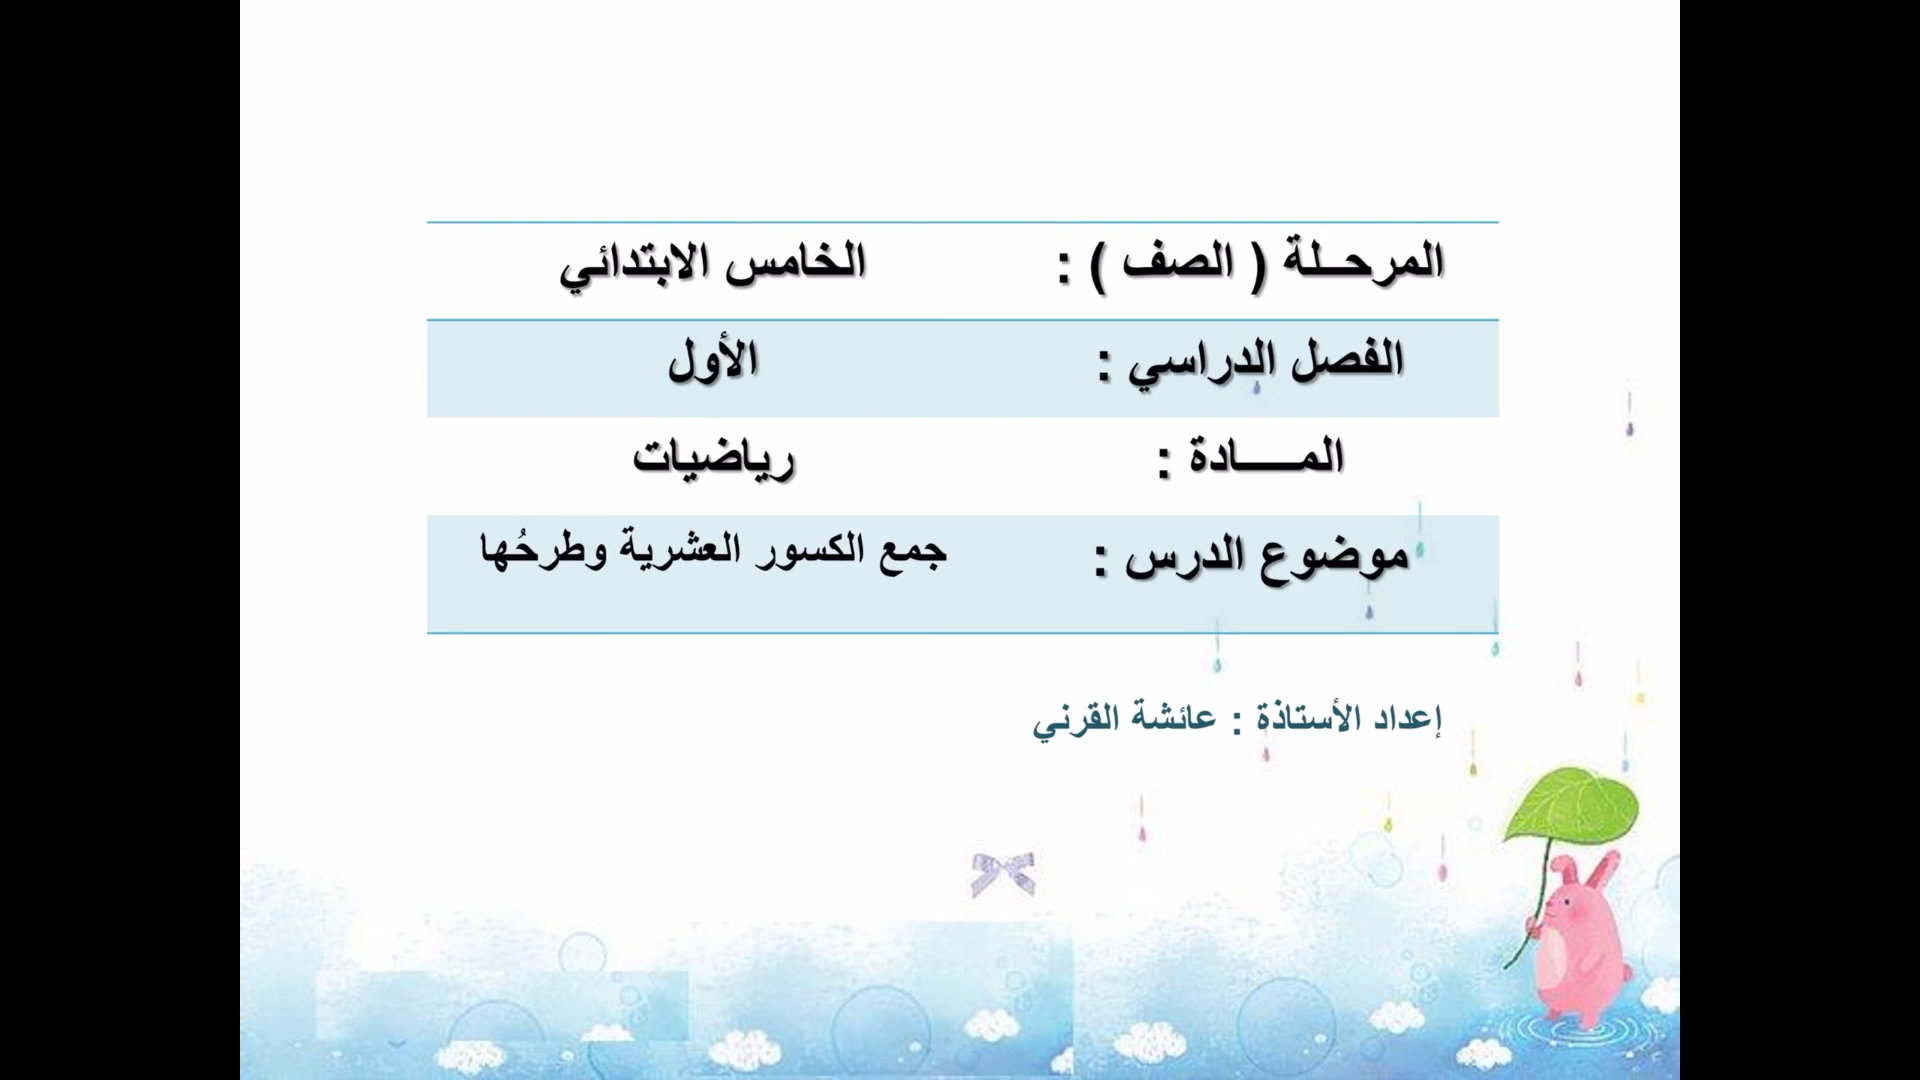 المرحــلة ( الصف ) : الخامس الابتدائي
الفصل الدراسي : الأول
المـــــادة : رياضيات
موضوع الدرس : جمع الكسور العشرية وطرحُها
إعداد الأستاذة : عائشة القرني